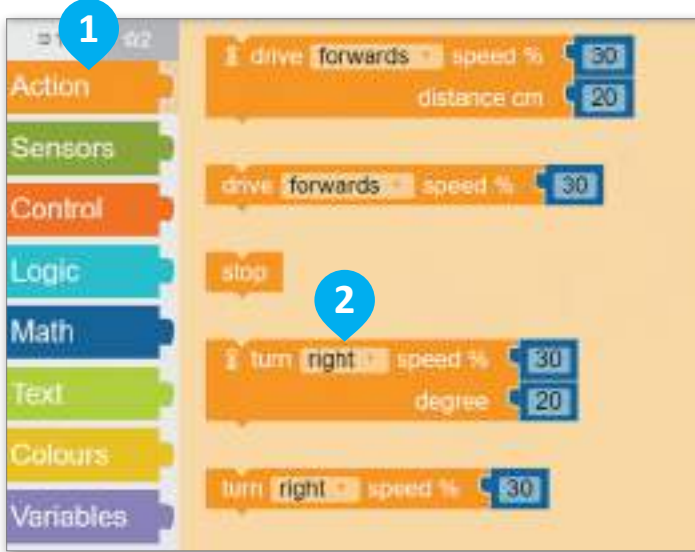 1
Action
Sensors
Control
Logic
Math
Text
Colours
Variables
drive forwards speed % 30
distance cm 20
drive forwards speed % 30
stop
2
turn right speed % 30
degree 20
turn right speed % 30